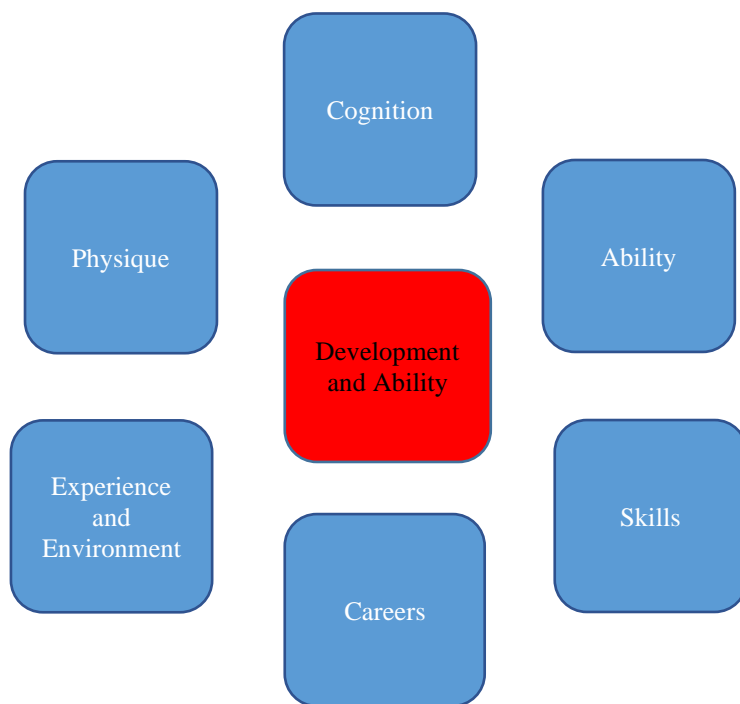 Cognition
Physique
Ability
Development
and Ability
Experience
and
Environment
Skills
Careers